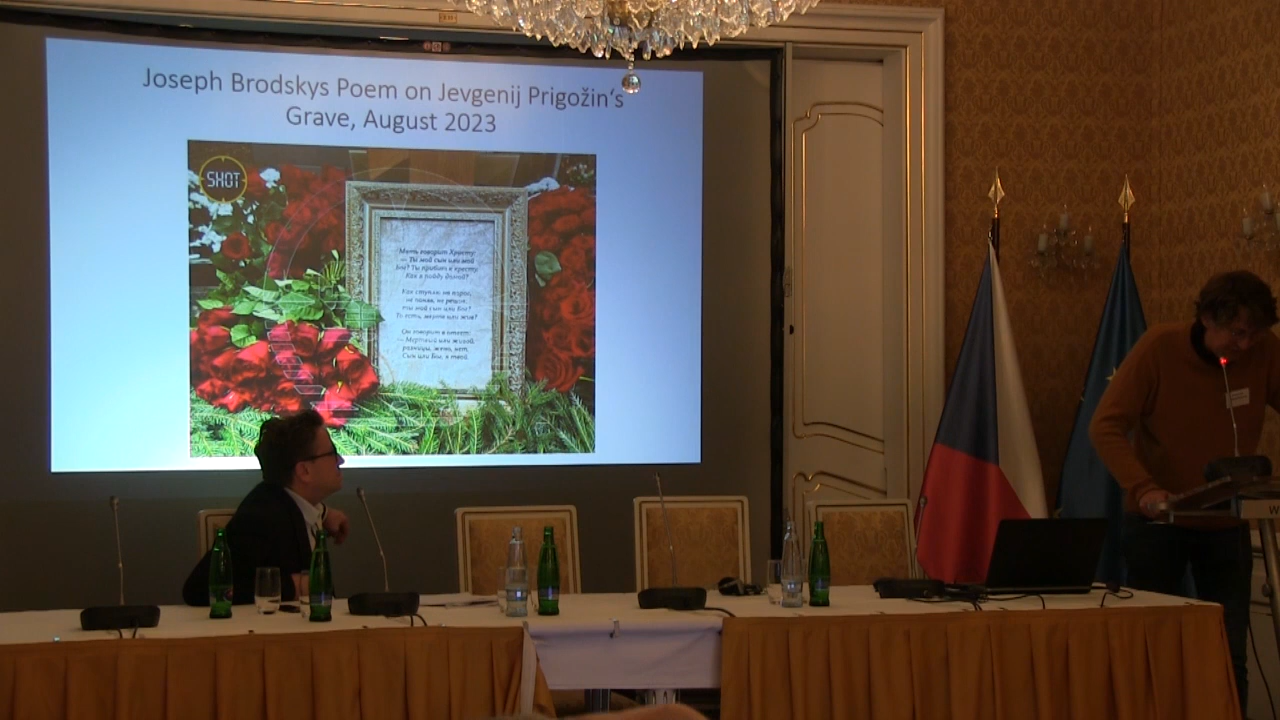 Joseph Brodskys Poem on Jevgenij Prigožin‘s
Grave, August 2023
SHOT
Мать говорит Христу:
— Ты мой сын или мой
Бог? Ты прибит к кресту.
Как я пойду домой?
Как ступлю на порог,
не поняв, не решив:
ты мой сын или Бог?
То есть, мертв или жив?
Он говорит в ответ:
— Мертвый или живой,
разницы, жено, нет.
Сын или Бог, я твой.